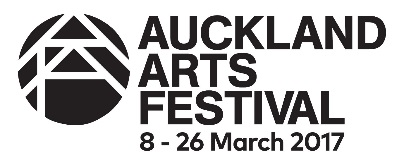 AUCKLAND
ARTS
FESTIVAL
8 - 26 March 2017